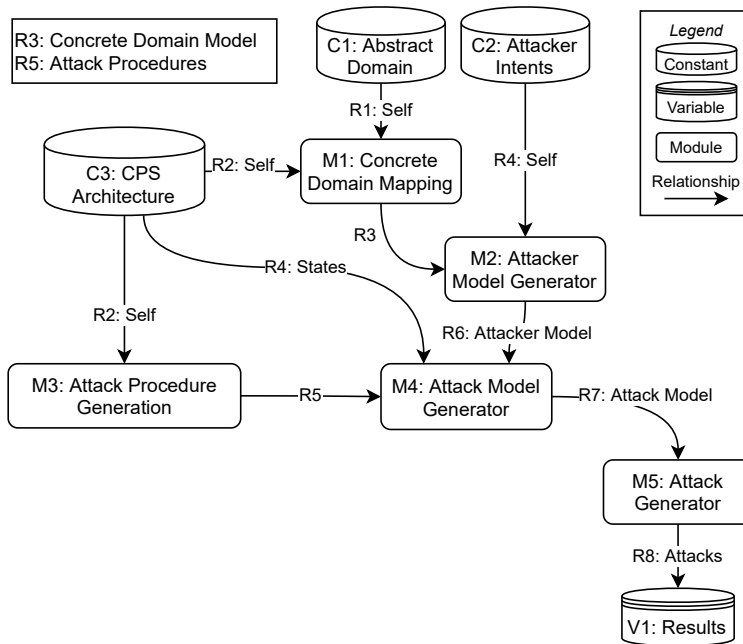 R3: Concrete Domain Model
R5: Attack Procedures
C1: Abstract
Domain
C2: Attacker
Intents
Legend
Constant
Variable
Module
Relationship
R1: Self
C3: CPS
Architecture
R2: Self
M1: Concrete
Domain Mapping
R4: Self
R3
R4: States
M2: Attacker
Model Generator
R2: Self
R6: Attacker Model
M3: Attack Procedure
Generation
R5
M4: Attack Model
Generator
R7: Attack Model
M5: Attack
Generator
R8: Attacks
V1: Results